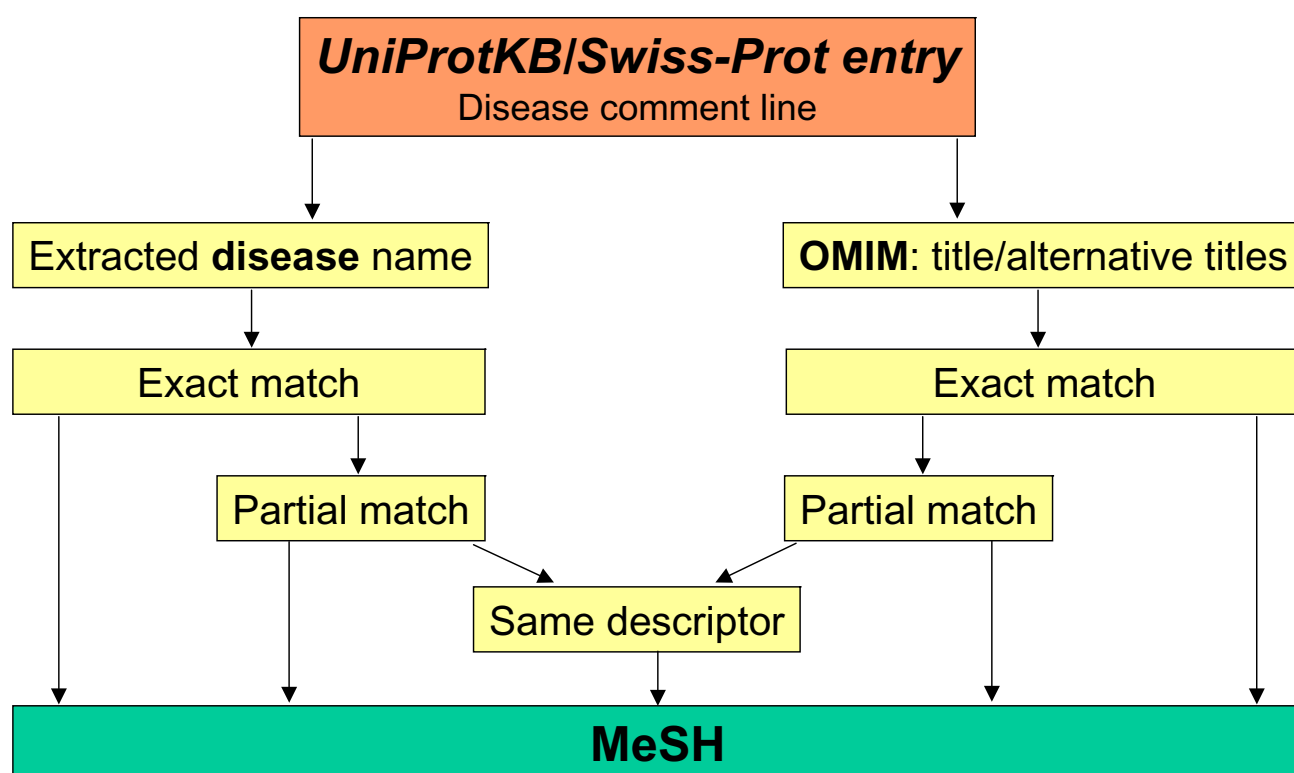 UniProtKB/Swiss-Prot entry
Disease comment line
Extracted disease name
OMIM: title/alternative titles
Exact match
Exact match
Partial match
Partial match
Same descriptor
MeSH